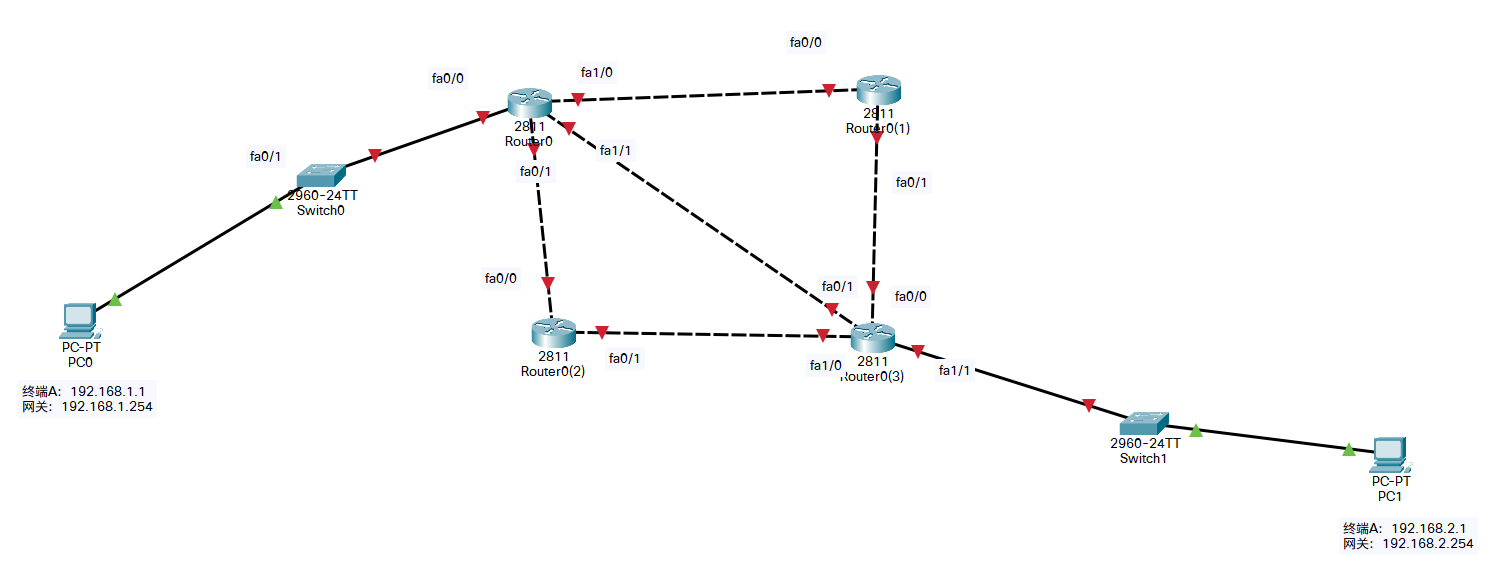 fa0/0
fa0/0
fa1/0
2811
Router0
2811
Router0(1)
fa0/1
fa1/1
fa0/1
fa0/1
2960-24TT
Switch0
fa0/0
fa0/1
fa0/0
PC-PT
PC0
2811
Router0(2)
fa0/1
fa1/0
2811
Router0(3)
fa1/1
终端A：192.168.1.1
网关：192.168.1.254
2960-24TT
Switch1
PC-PT
PC1
终端A：192.168.2.1
网关：192.168.2.254